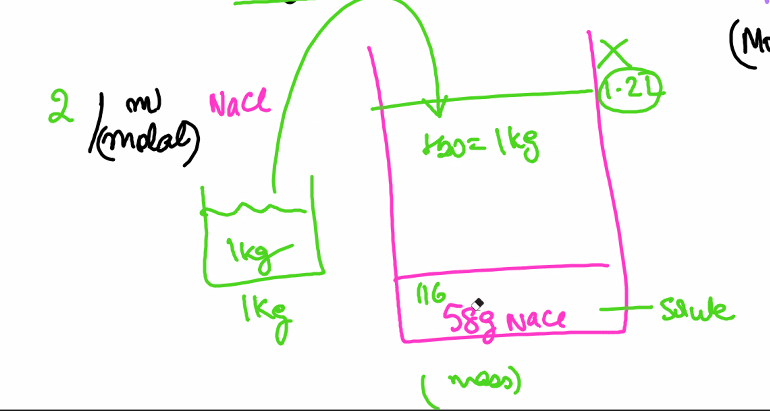 (M
X
1.2L
2 / m NaCl
(molal)
H2O = 1kg
1kg
1Kg
116
58g NaCl
Solute
(mass)